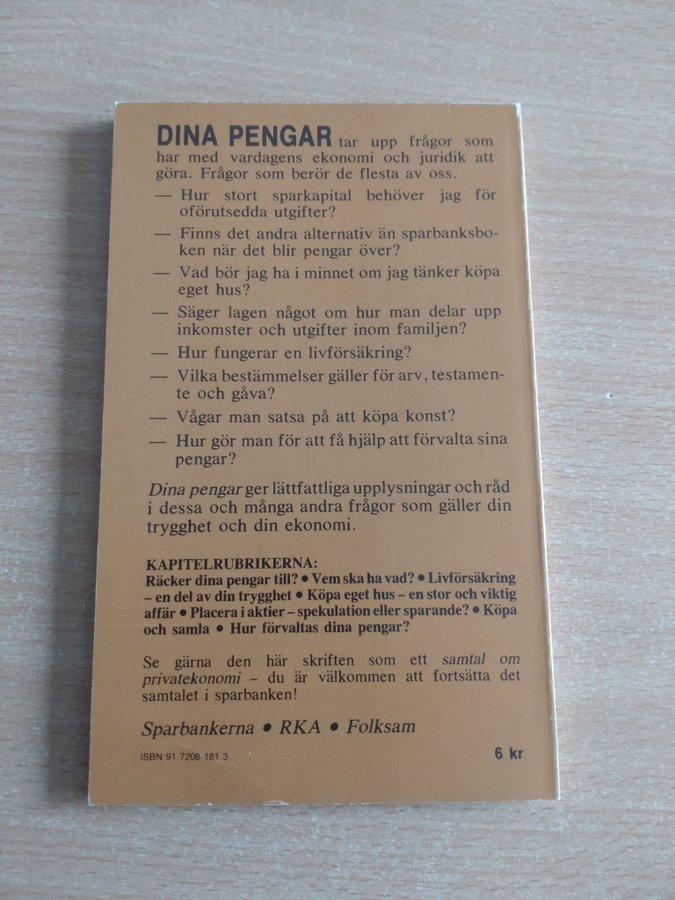 DINA PENGAR tar upp frågor som
har med vardagens ekonomi och juridik att
göra. Frågor som berör de flesta av oss.
— Hur stort sparkapital behöver jag för
oförutsedda utgifter?
— Finns det andra alternativ än sparbanksbo-
ken när det blir pengar över?
— Vad bör jag ha i minnet om jag tänker köpa
eget hus?
— Säger lagen något om hur man delar upp
inkomster och utgifter inom familjen?
— Hur fungerar en livförsäkring?
— Vilka bestämmelser gäller för arv, testamen-
te och gåva?
— Vågar man satsa på att köpa konst?
— Hur gör man för att få hjälp att förvalta sina
pengar?
Dina pengar ger lättfattliga upplysningar och råd
i dessa och många andra frågor som gäller din
trygghet och din ekonomi.
KAPITELRUBRIKERNA:
Räcker dina pengar till? ● Vem ska ha vad? ● Livförsäkring
– en del av din trygghet ● Köpa eget hus – en stor och viktig
affär ● Placera i aktier – spekulation eller sparande? ● Köpa
och samla ● Hur förvaltas dina pengar?
Se gärna den här skriften som ett samtal om
privatekonomi – du är välkommen att fortsätta det
samtalet i sparbanken!
Sparbankerna ● RKA ● Folksam
ISBN 91 7208 181 3 6 kr